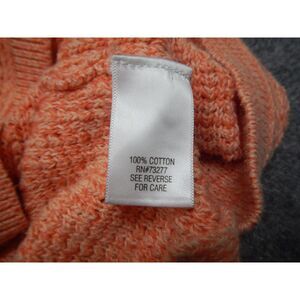 100% COTTON
RN#73277
SEE REVERSE
FOR CARE